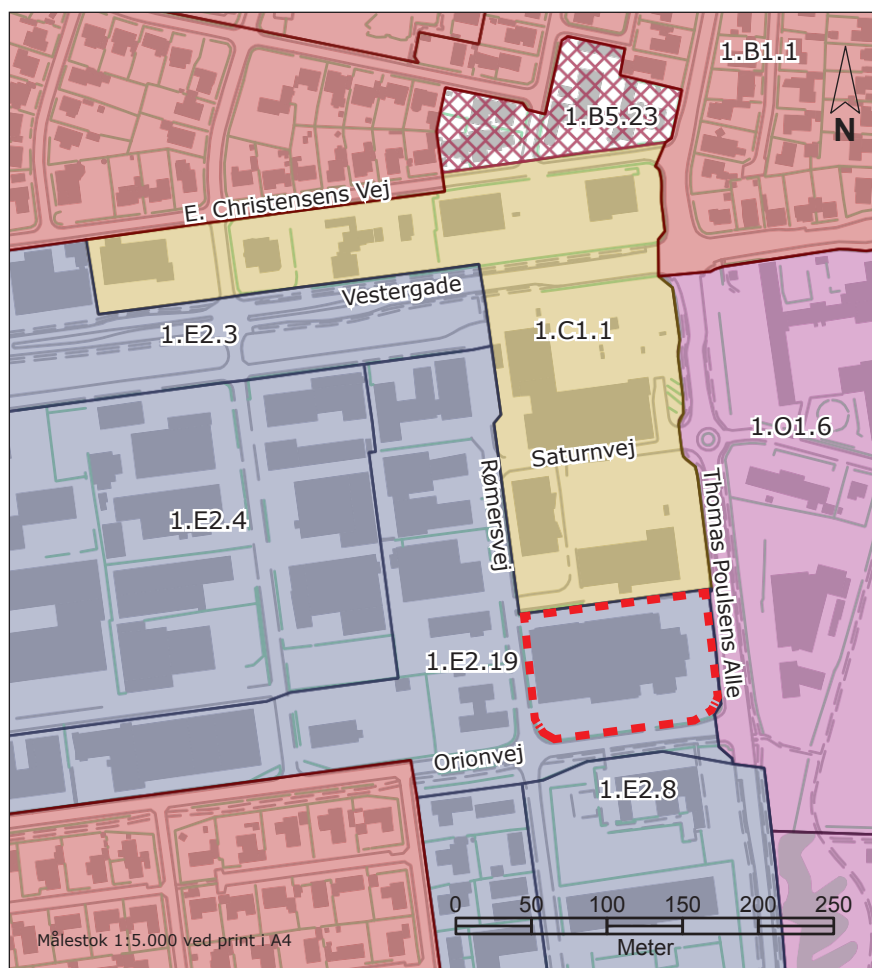 1.B1.1
N
1.B5.23
E. Christensens Vej
Vestergade
1.E2.3
1.C1.1
1.O1.6
Saturnvej
Rømersvej
Thomas Poulsens Alle
1.E2.4
1.E2.19
Orionvej
1.E2.8
0 50 100 150 200 250
Meter
Målestok 1:5.000 ved print i A4